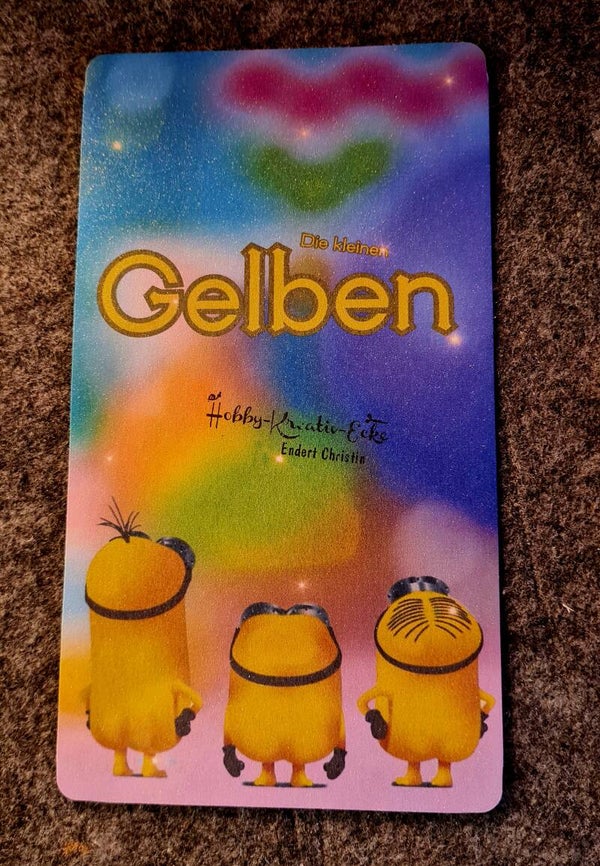 Die kleinen
Gelben
Hobby-Kreativ-Ecke
Endert Christin